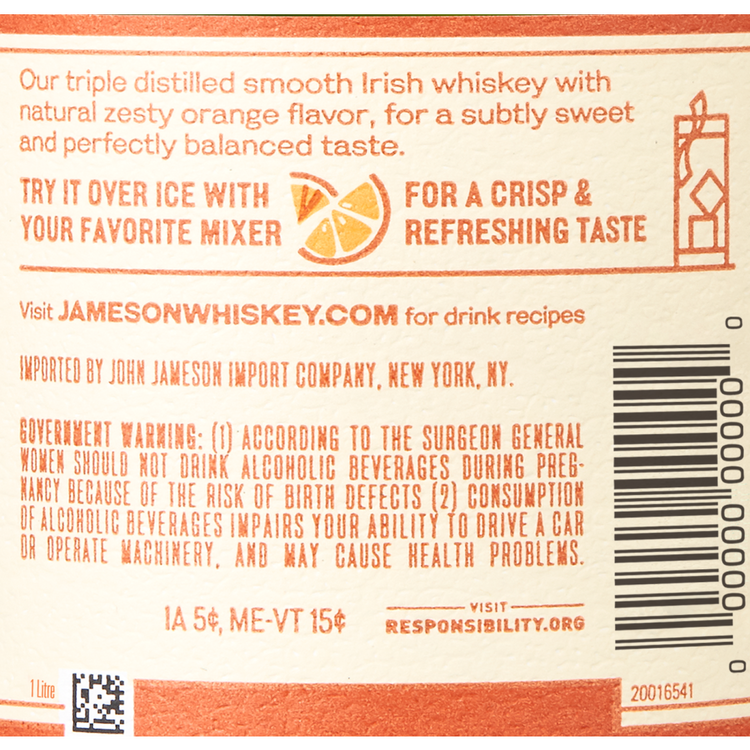 Our triple distilled smooth Irish whiskey with
natural zesty orange flavor, for a subtly sweet
and perfectly balanced taste.
TRY IT OVER ICE WITH
YOUR FAVORITE MIXER
FOR A CRISP &
REFRESHING TASTE
Visit JAMESONWHISKEY.COM for drink recipes
IMPORTED BY JOHN JAMESON IMPORT COMPANY, NEW YORK, NY.
GOVERNMENT WARNING: (1) ACCORDING TO THE SURGEON GENERAL
WOMEN SHOULD NOT DRINK ALCOHOLIC BEVERAGES DURING PREG-
NANCY BECAUSE OF THE RISK OF BIRTH DEFECTS (2) CONSUMPTION
OF ALCOHOLIC BEVERAGES IMPAIRS YOUR ABILITY TO DRIVE A CAR
OR OPERATE MACHINERY, AND MAY CAUSE HEALTH PROBLEMS.
IA 5¢, ME-VT 15¢
VISIT
RESPONSIBILITY.ORG
0 00000 00000 0
1 Litre
20016541